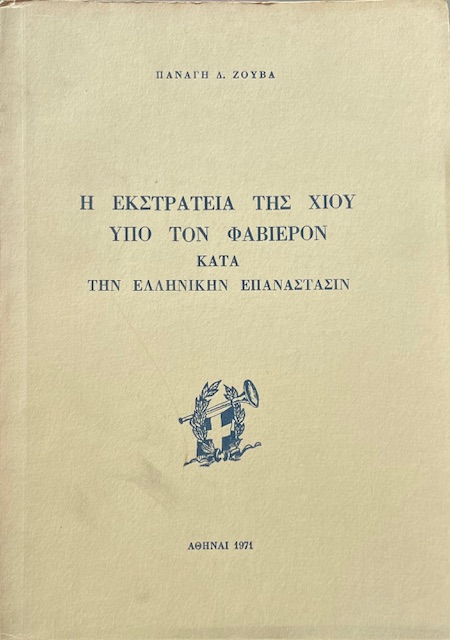 ΠΑΝΑΓΗ Δ. ΖΟΥΒΑ
Η ΕΚΣΤΡΑΤΕΙΑ ΤΗΣ ΧΙΟΥ
ΥΠΟ ΤΟΝ ΦΑΒΙΕΡΟΝ
ΚΑΤΑ
ΤΗΝ ΕΛΛΗΝΙΚΗΝ ΕΠΑΝΑΣΤΑΣΙΝ
ΑΘΗΝΑΙ 1971